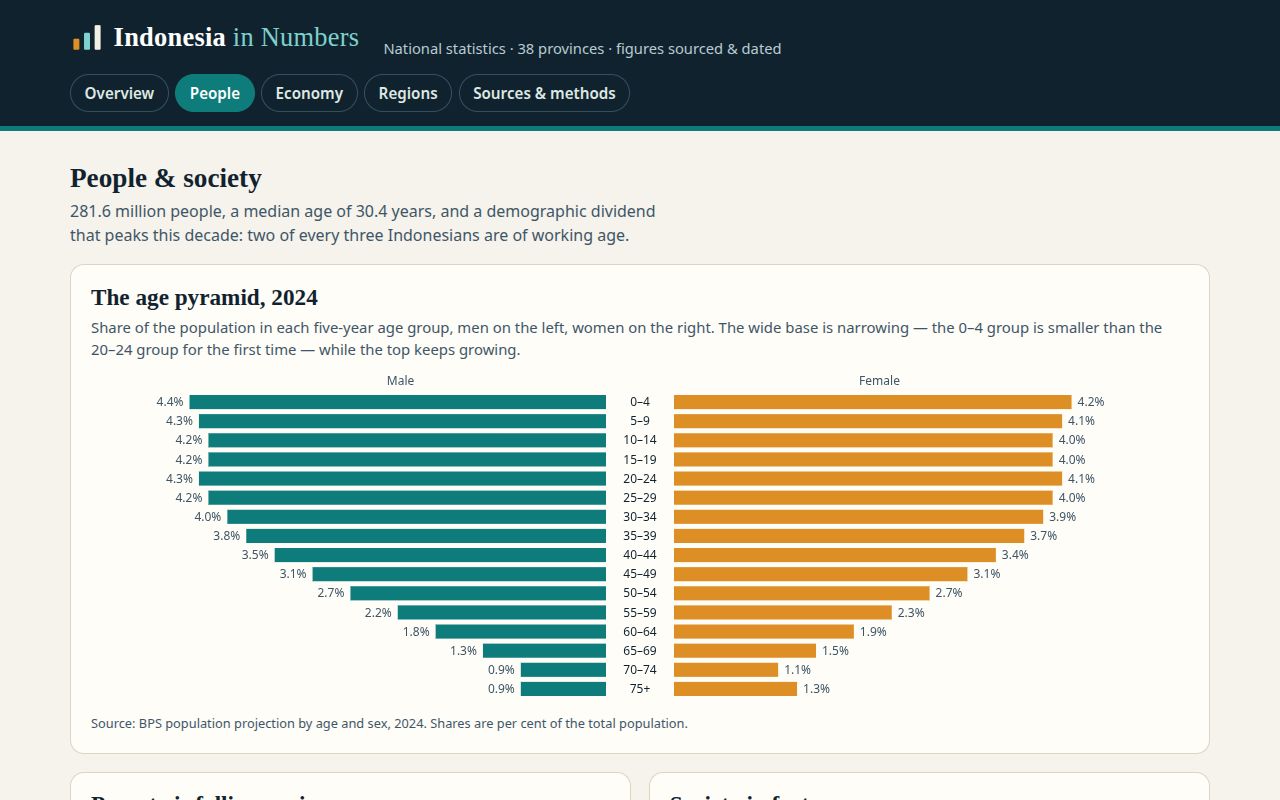 Indonesia in Numbers
National statistics · 38 provinces · figures sourced & dated
Overview
People
Economy
Regions
Sources & methods
People & society
281.6 million people, a median age of 30.4 years, and a demographic dividend
that peaks this decade: two of every three Indonesians are of working age.
The age pyramid, 2024
Share of the population in each five-year age group, men on the left, women on the right. The wide base is narrowing — the 0–4 group is smaller than the
20–24 group for the first time — while the top keeps growing.
Male Female
4.4% 0–4 4.2%
4.3% 5–9 4.1%
4.2% 10–14 4.0%
4.2% 15–19 4.0%
4.3% 20–24 4.1%
4.2% 25–29 4.0%
4.0% 30–34 3.9%
3.8% 35–39 3.7%
3.5% 40–44 3.4%
3.1% 45–49 3.1%
2.7% 50–54 2.7%
2.2% 55–59 2.3%
1.8% 60–64 1.9%
1.3% 65–69 1.5%
0.9% 70–74 1.1%
0.9% 75+ 1.3%
Source: BPS population projection by age and sex, 2024. Shares are per cent of the total population.